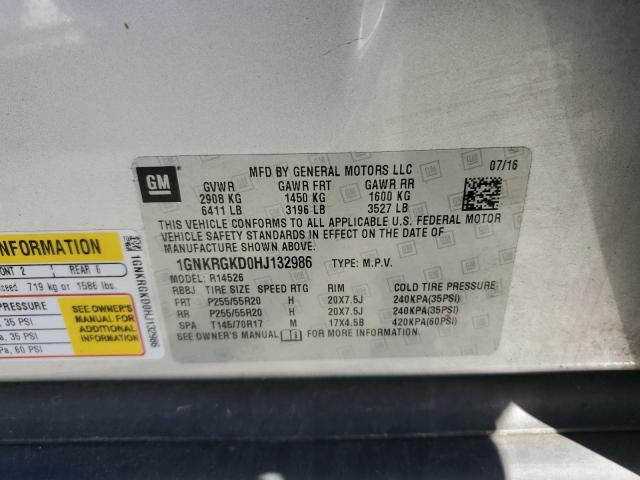 GM
MFD BY GENERAL MOTORS LLC 07/16
GVWR GAWR FRT GAWR RR
2908 KG 1450 KG 1600 KG
6411 LB 3196 LB 3527 LB
THIS VEHICLE CONFORMS TO ALL APPLICABLE U.S. FEDERAL MOTOR
VEHICLE SAFETY STANDARDS IN EFFECT ON THE DATE OF
MANUFACTURE SHOWN ABOVE.
1GNKRGKD0HJ132986 TYPE: M.P.V.
MODEL: R14526
RBBJ TIRE SIZE SPEED RTG RIM COLD TIRE PRESSURE
FRT P255/55R20 H 20X7.5J 240KPA(35PSI)
RR P255/55R20 H 20X7.5J 240KPA(35PSI)
SPA T145/70R17 M 17X4.5B 420KPA(60PSI)
SEE OWNER'S MANUAL FOR MORE INFORMATION.
INFORMATION
ONT 2 REAR 6
ceed 719 kg or 1586 lbs.
PRESSURE
, 35 PSI
, 35 PSI
Pa, 60 PSI
SEE OWNER'S
MANUAL FOR
ADDITIONAL
INFORMATION
1GNKRGKD0HJ132986